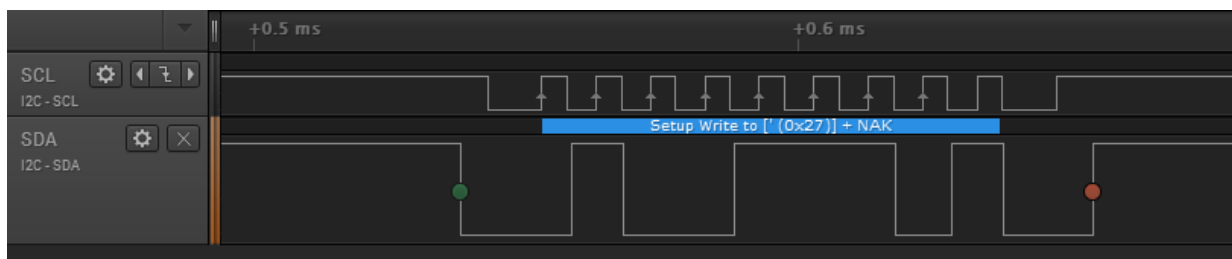 +0.5 ms
+0.6 ms
SCL
I2C - SCL
Setup Write to [' (0x27)] + NAK
SDA
I2C - SDA